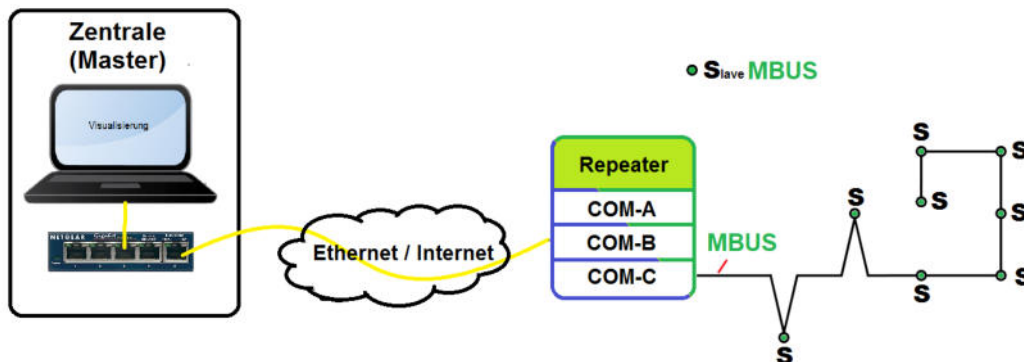 Zentrale
(Master)
Visualisierung
NETGEAR
Slave MBUS
Repeater
COM-A
COM-B
COM-C
Ethernet / Internet
MBUS
S
S
S
S
S
S
S
S